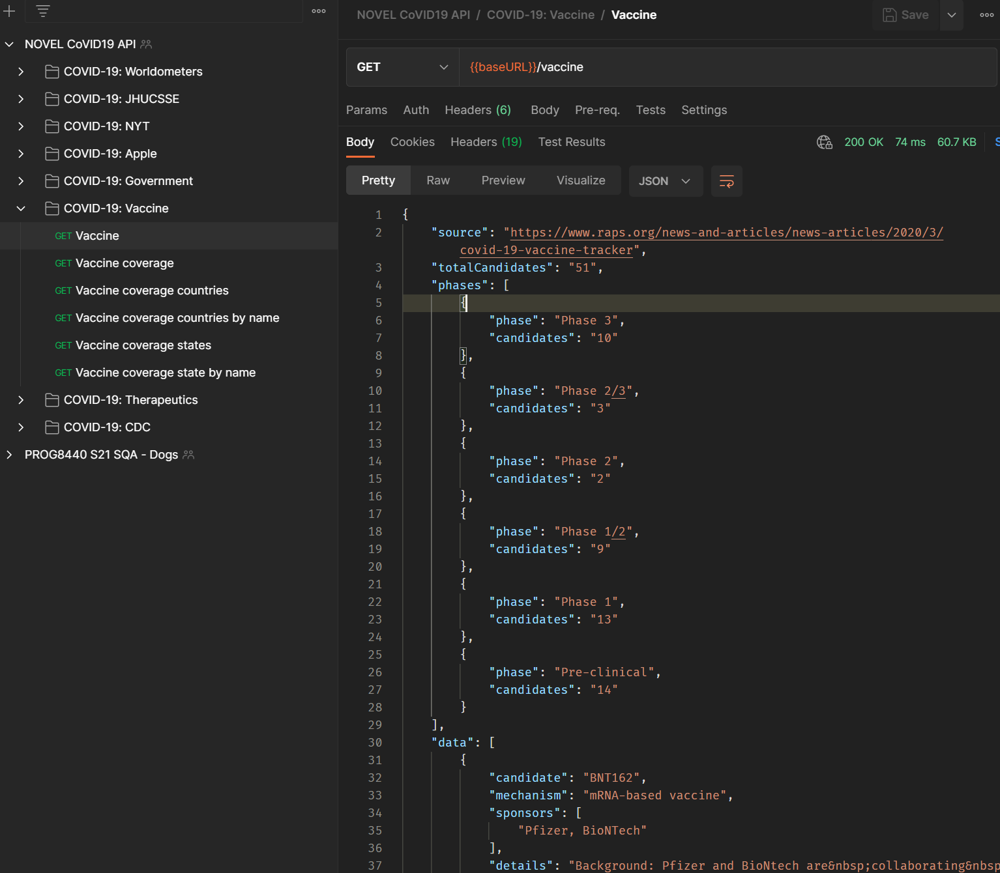 NOVEL CoVID19 API
COVID-19: Worldometers
COVID-19: JHUCSSE
COVID-19: NYT
COVID-19: Apple
COVID-19: Government
COVID-19: Vaccine
GET Vaccine
GET Vaccine coverage
GET Vaccine coverage countries
GET Vaccine coverage countries by name
GET Vaccine coverage states
GET Vaccine coverage state by name
COVID-19: Therapeutics
COVID-19: CDC
PROG8440 S21 SQA - Dogs
NOVEL CoVID19 API / COVID-19: Vaccine / Vaccine
Save
GET {{baseURL}}/vaccine
Params Auth Headers (6) Body Pre-req. Tests Settings
Body Cookies Headers (19) Test Results 200 OK 74 ms 60.7 KB S
Pretty Raw Preview Visualize JSON
1 {
2 "source": "https://www.raps.org/news-and-articles/news-articles/2020/3/
covid-19-vaccine-tracker",
3 "totalCandidates": "51",
4 "phases": [
5 {
6 "phase": "Phase 3",
7 "candidates": "10"
8 },
9 {
10 "phase": "Phase 2/3",
11 "candidates": "3"
12 },
13 {
14 "phase": "Phase 2",
15 "candidates": "2"
16 },
17 {
18 "phase": "Phase 1/2",
19 "candidates": "9"
20 },
21 {
22 "phase": "Phase 1",
23 "candidates": "13"
24 },
25 {
26 "phase": "Pre-clinical",
27 "candidates": "14"
28 }
29 ],
30 "data": [
31 {
32 "candidate": "BNT162",
33 "mechanism": "mRNA-based vaccine",
34 "sponsors": [
35 "Pfizer, BioNTech"
36 ],
37 "details": "Background: Pfizer and BioNtech are&nbsp;collaborating&nbsp